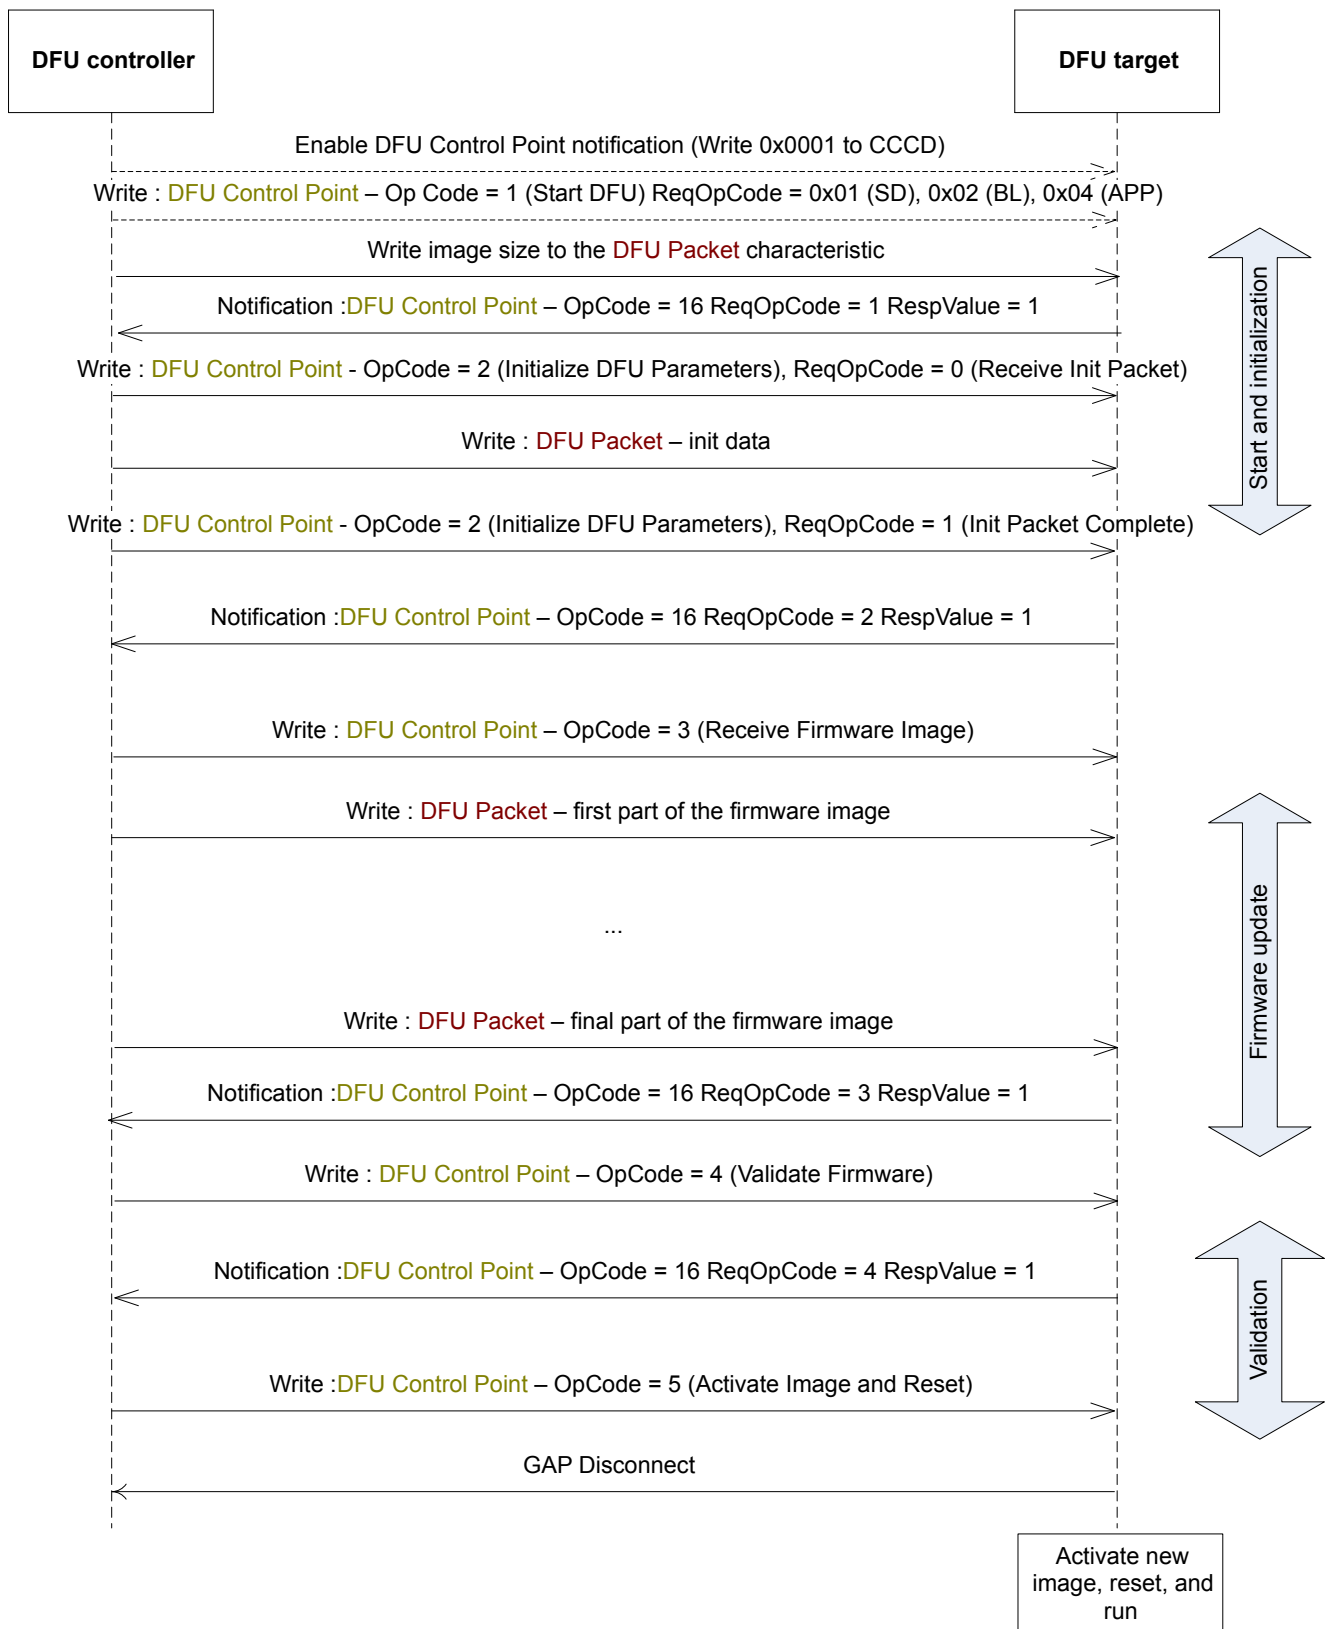 DFU controller
DFU target
Enable DFU Control Point notification (Write 0x0001 to CCCD)
Write : DFU Control Point – Op Code = 1 (Start DFU) ReqOpCode = 0x01 (SD), 0x02 (BL), 0x04 (APP)
Write image size to the DFU Packet characteristic
Notification :DFU Control Point – OpCode = 16 ReqOpCode = 1 RespValue = 1
Write : DFU Control Point - OpCode = 2 (Initialize DFU Parameters), ReqOpCode = 0 (Receive Init Packet)
Write : DFU Packet – init data
Write : DFU Control Point - OpCode = 2 (Initialize DFU Parameters), ReqOpCode = 1 (Init Packet Complete)
Start and initialization
Notification :DFU Control Point – OpCode = 16 ReqOpCode = 2 RespValue = 1
Write : DFU Control Point – OpCode = 3 (Receive Firmware Image)
Write : DFU Packet – first part of the firmware image
...
Write : DFU Packet – final part of the firmware image
Notification :DFU Control Point – OpCode = 16 ReqOpCode = 3 RespValue = 1
Firmware update
Write : DFU Control Point – OpCode = 4 (Validate Firmware)
Notification :DFU Control Point – OpCode = 16 ReqOpCode = 4 RespValue = 1
Write :DFU Control Point – OpCode = 5 (Activate Image and Reset)
Validation
GAP Disconnect
Activate new
image, reset, and
run